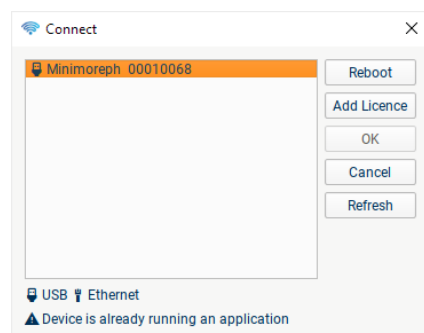 Connect
Minimoreph 00010068
Reboot
Add Licence
OK
Cancel
Refresh
USB Ethernet
Device is already running an application